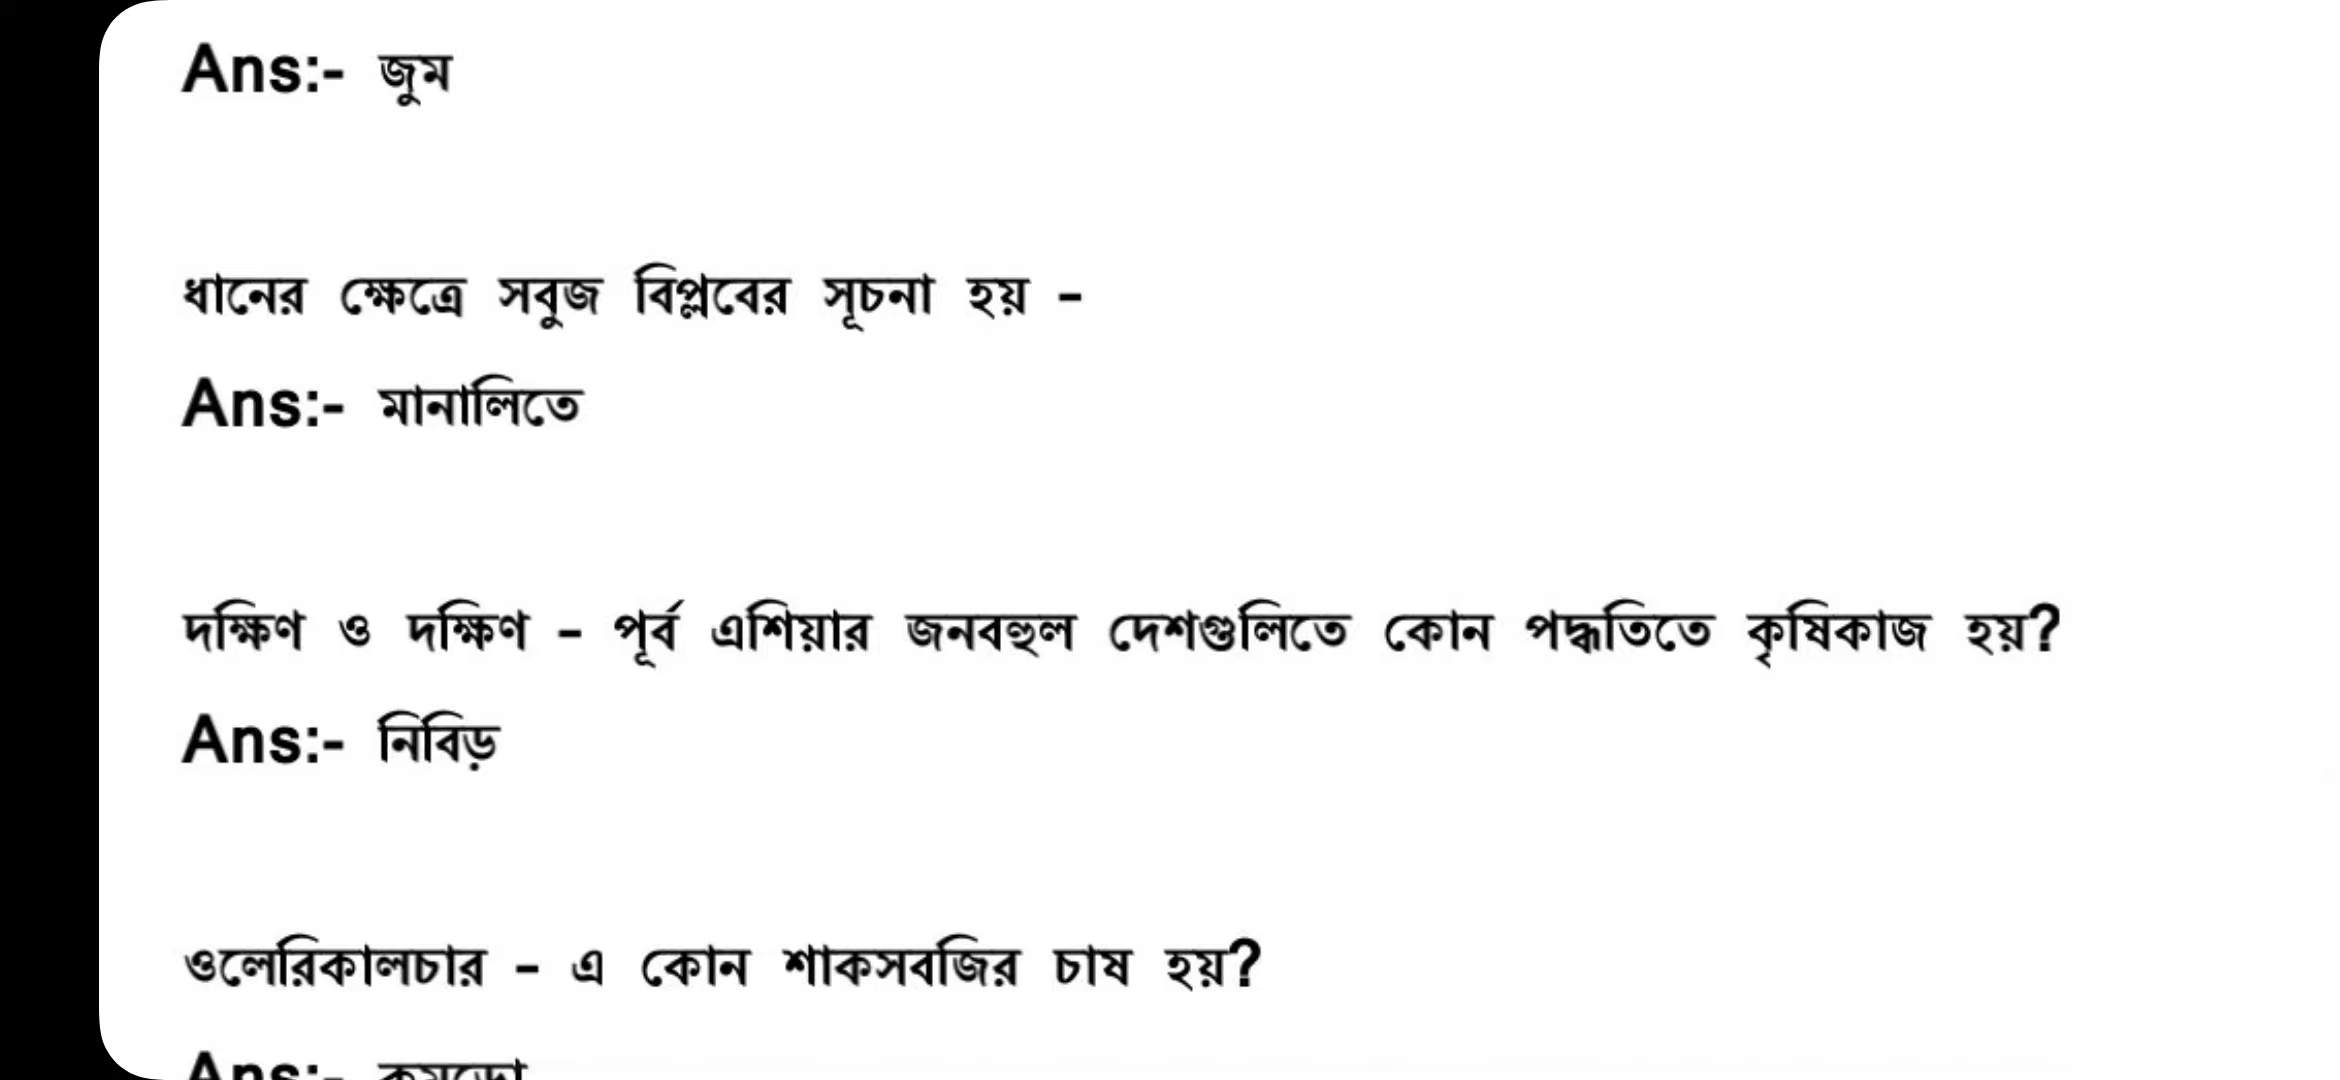 Ans:- জুম
ধানের ক্ষেত্রে সবুজ বিপ্লবের সূচনা হয় –
Ans:- মানালিতে
দক্ষিণ ও দক্ষিণ – পূর্ব এশিয়ার জনবহুল দেশগুলিতে কোন পদ্ধতিতে কৃষিকাজ হয়?
Ans:- নিবিড়
ওলেরিকালচার – এ কোন শাকসবজির চাষ হয়?
Ans:-